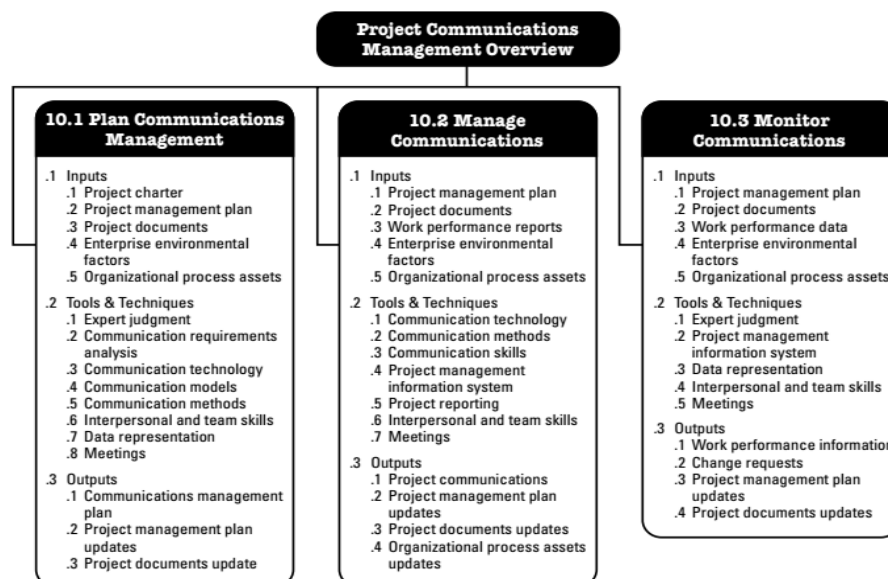 Project Communications
Management Overview
10.1 Plan Communications
Management
.1 Inputs
.1 Project charter
.2 Project management plan
.3 Project documents
.4 Enterprise environmental
factors
.5 Organizational process assets
.2 Tools & Techniques
.1 Expert judgment
.2 Communication requirements
analysis
.3 Communication technology
.4 Communication models
.5 Communication methods
.6 Interpersonal and team skills
.7 Data representation
.8 Meetings
.3 Outputs
.1 Communications management
plan
.2 Project management plan
updates
.3 Project documents update
10.2 Manage
Communications
.1 Inputs
.1 Project management plan
.2 Project documents
.3 Work performance reports
.4 Enterprise environmental
factors
.5 Organizational process assets
.2 Tools & Techniques
.1 Communication technology
.2 Communication methods
.3 Communication skills
.4 Project management
information system
.5 Project reporting
.6 Interpersonal and team skills
.7 Meetings
.3 Outputs
.1 Project communications
.2 Project management plan
updates
.3 Project documents updates
.4 Organizational process assets
updates
10.3 Monitor
Communications
.1 Inputs
.1 Project management plan
.2 Project documents
.3 Work performance data
.4 Enterprise environmental
factors
.5 Organizational process assets
.2 Tools & Techniques
.1 Expert judgment
.2 Project management
information system
.3 Data representation
.4 Interpersonal and team skills
.5 Meetings
.3 Outputs
.1 Work performance information
.2 Change requests
.3 Project management plan
updates
.4 Project documents updates